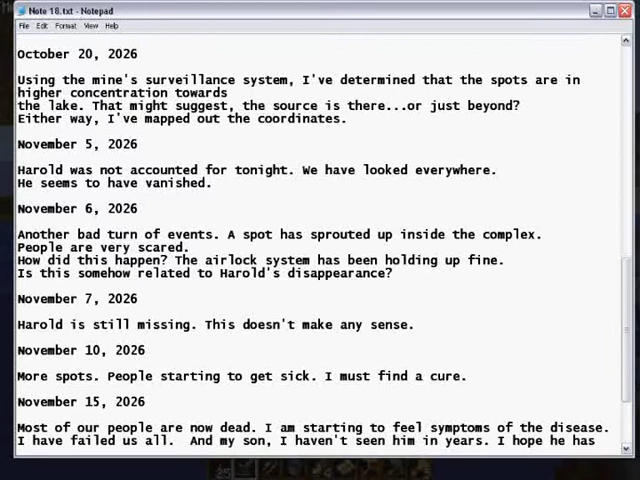 Note 18.txt - Notepad
File Edit Format View Help
October 20, 2026
Using the mine's surveillance system, I've determined that the spots are in
higher concentration towards
the lake. That might suggest, the source is there...or just beyond?
Either way, I've mapped out the coordinates.
November 5, 2026
Harold was not accounted for tonight. We have looked everywhere.
He seems to have vanished.
November 6, 2026
Another bad turn of events. A spot has sprouted up inside the complex.
People are very scared.
How did this happen? The airlock system has been holding up fine.
Is this somehow related to Harold's disappearance?
November 7, 2026
Harold is still missing. This doesn't make any sense.
November 10, 2026
More spots. People starting to get sick. I must find a cure.
November 15, 2026
Most of our people are now dead. I am starting to feel symptoms of the disease.
I have failed us all.  And my son, I haven't seen him in years. I hope he has